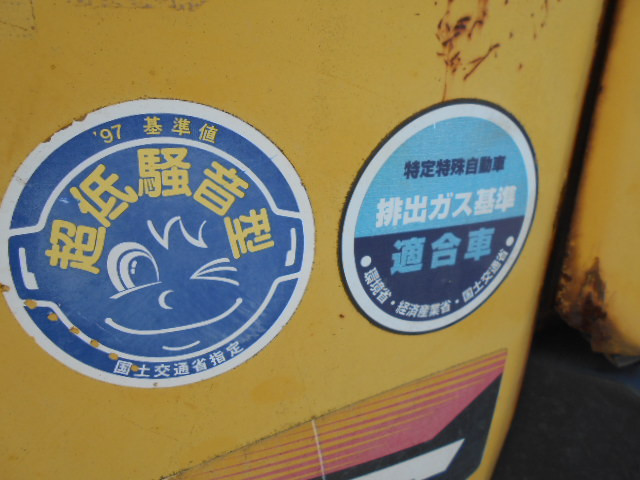 '97 基準値
超低騒音型
国土交通省指定
特定特殊自動車
排出ガス基準
適合車
●環境省・経済産業省・国土交通省●